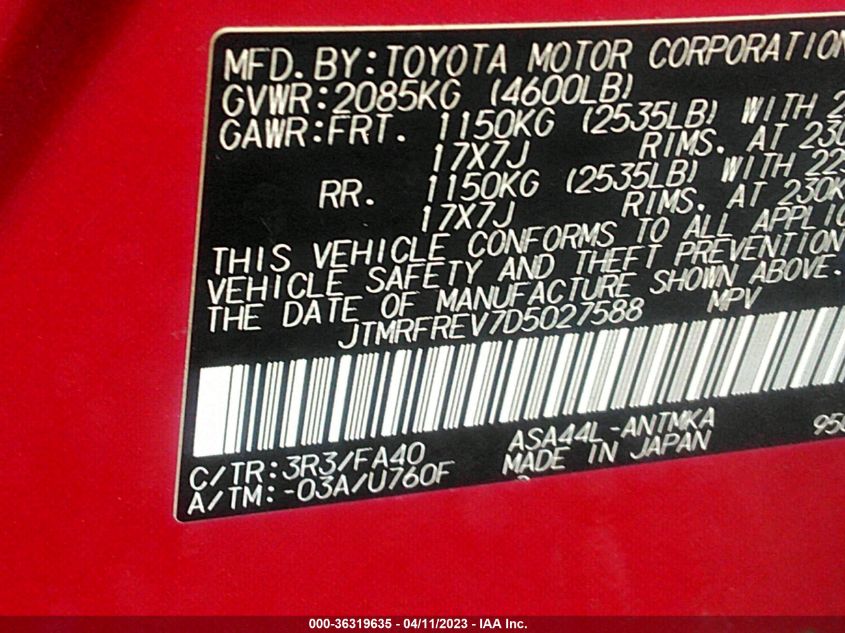 MFD. BY: TOYOTA MOTOR CORPORATION
GVWR: 2085KG (4600LB)
GAWR: FRT. 1150KG (2535LB) WITH
17X7J RIMS. AT
RR. 1150KG (2535LB) WITH
17X7J RIMS. AT
THIS VEHICLE CONFORMS TO ALL
VEHICLE SAFETY AND THEFT PREVENTION
THE DATE OF MANUFACTURE SHOWN ABOVE.
JTMRFREV7D5027588 MPV
ASA44L-ANTMKA
C/TR: 3R3/FA40 MADE IN JAPAN
A/TM: -03A/U760F
000-36319635 - 04/11/2023 - IAA Inc.